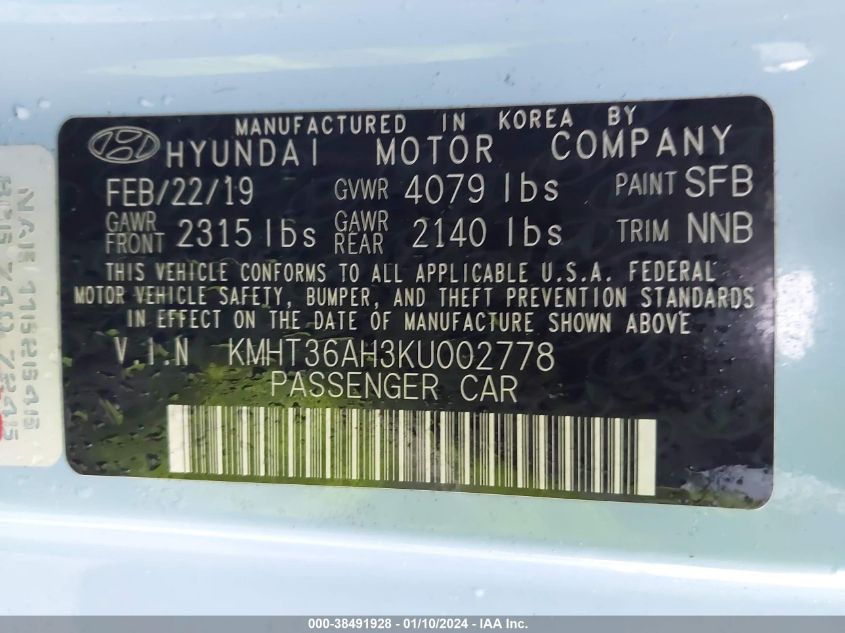 MANUFACTURED IN KOREA BY
HYUNDAI MOTOR COMPANY
FEB/22/19 GVWR 4079 lbs PAINT SFB
GAWR FRONT 2315 lbs GAWR REAR 2140 lbs TRIM NNB
THIS VEHICLE CONFORMS TO ALL APPLICABLE U.S.A. FEDERAL
MOTOR VEHICLE SAFETY, BUMPER, AND THEFT PREVENTION STANDARDS
IN EFFECT ON THE DATE OF MANUFACTURE SHOWN ABOVE
V.I.N KMHT36AH3KU002778
PASSENGER CAR
000-38491928 - 01/10/2024 - IAA Inc.